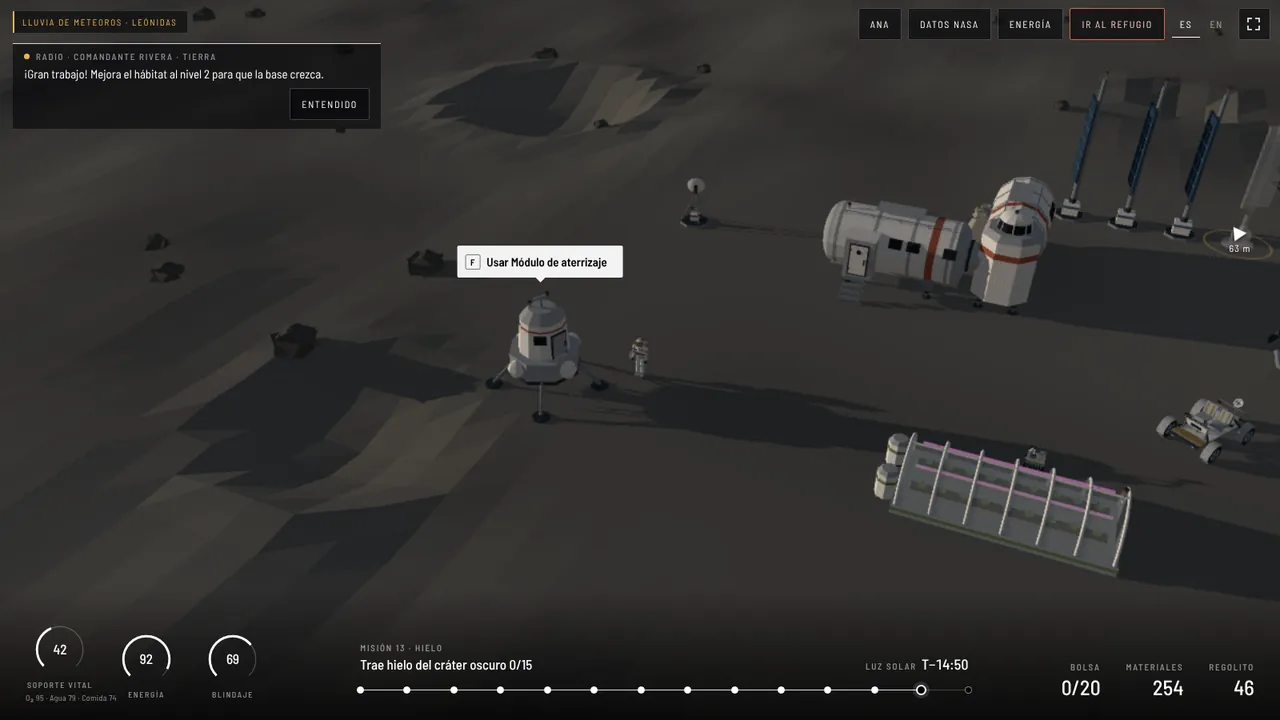 LLUVIA DE METEOROS · LEÓNIDAS
ANA
DATOS NASA
ENERGÍA
IR AL REFUGIO
ES
EN
RADIO · COMANDANTE RIVERA · TIERRA
¡Gran trabajo! Mejora el hábitat al nivel 2 para que la base crezca.
ENTENDIDO
63 m
F Usar Módulo de aterrizaje
42
92
69
SOPORTE VITAL
O₂ 95 · Agua 79 · Comida 74
ENERGÍA
BLINDAJE
MISIÓN 13 · HIELO
Trae hielo del cráter oscuro 0/15
LUZ SOLAR T−14:50
BOLSA
0/20
MATERIALES
254
REGOLITO
46